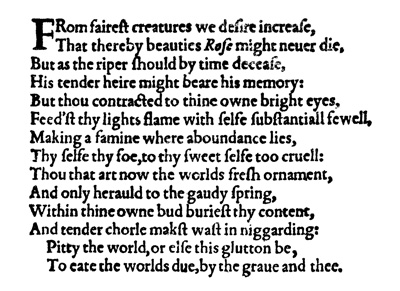 FRom faireſt creatures we deſire increaſe,
That thereby beauties Roſe might neuer die,
But as the riper ſhould by time deceaſe,
His tender heire might beare his memory:
But thou contracted to thine owne bright eyes,
Feed'ſt thy lights flame with ſelfe ſubſtantiall fewell,
Making a famine where aboundance lies,
Thy ſelfe thy foe,to thy ſweet ſelfe too cruell:
Thou that art now the worlds freſh ornament,
And only herauld to the gaudy ſpring,
Within thine owne bud burieſt thy content,
And tender chorle makſt waſt in niggarding:
Pitty the world,or elſe this glutton be,
To eate the worlds due,by the graue and thee.